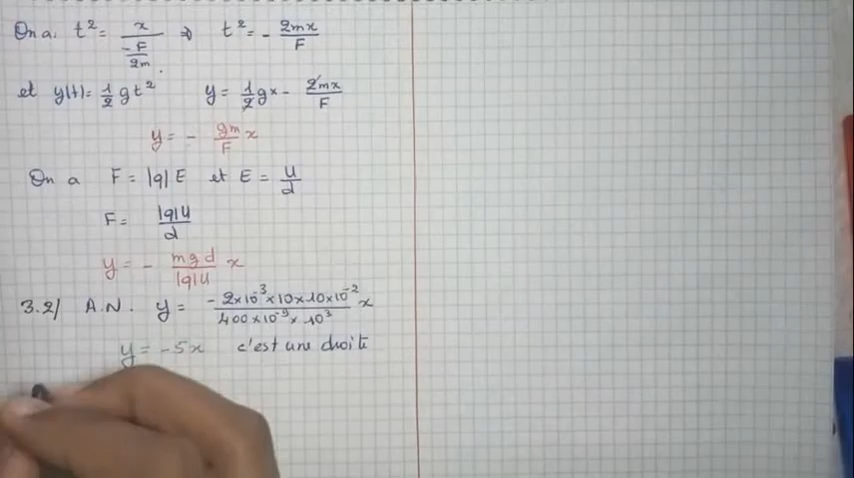 On a. t² = x / (-F / 2m) ⇒ t² = - 2mx / F
et y(t) = 1/2 g t² y = 1/2 g × - 2mx / F
y = - gm / F x
On a F = |q| E et E = U / d
F = |q|U / d
y = - mgd / |q|U x
3.2/ A.N. y = -2×10⁻³×10×10×10⁻² / 400×10⁻⁹×10³ x
y = -5x c'est une droite